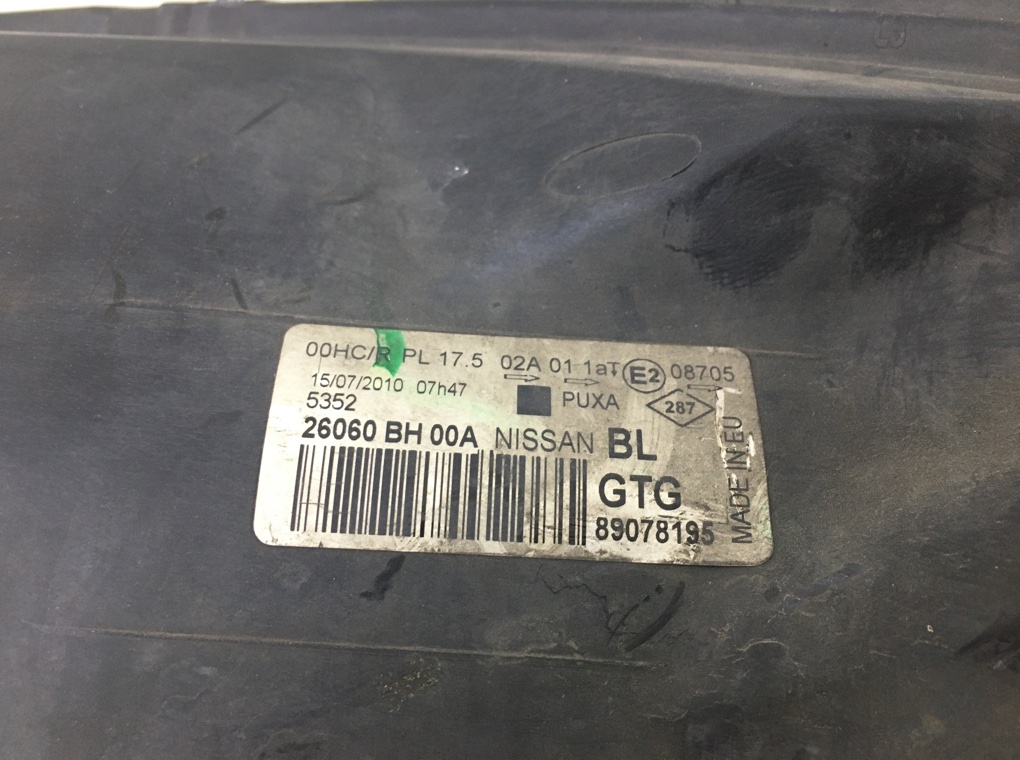 00HC/R PL 17.5 02A 01 1aT E2 08705
15/07/2010 07h47
5352
PUXA
287
26060 BH 00A NISSAN BL
GTG
89078195
MADE IN EU